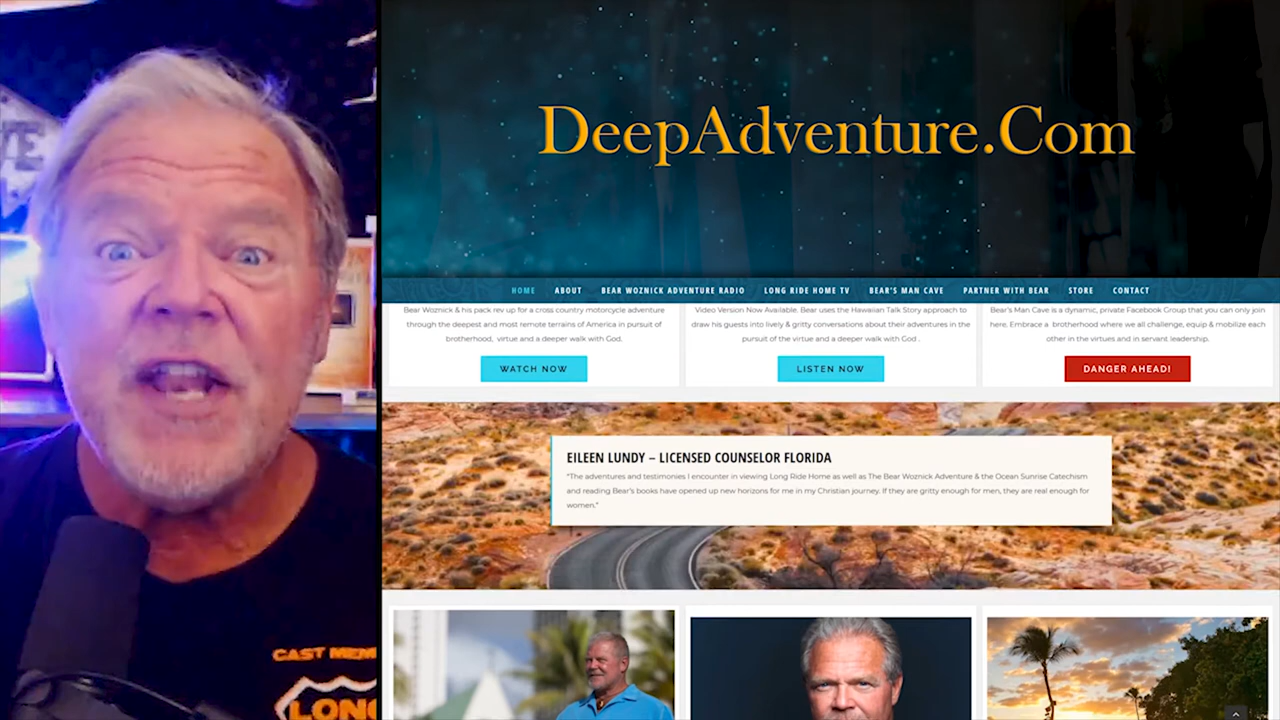 DeepAdventure.Com
HOME ABOUT BEAR WOZNICK ADVENTURE RADIO LONG RIDE HOME TV BEAR'S MAN CAVE PARTNER WITH BEAR STORE CONTACT
Bear Woznick & his pack rev up for a cross country motorcycle adventure
through the deepest and most remote terrains of America in pursuit of
brotherhood, virtue and a deeper walk with God.
WATCH NOW
Video Version Now Available. Bear uses the Hawaiian Talk Story approach to
draw his guests into lively & gritty conversations about their adventures in the
pursuit of the virtue and a deeper walk with God .
LISTEN NOW
Bear's Man Cave is a dynamic, private Facebook Group that you can only join
here. Embrace a brotherhood where we all challenge, equip & mobilize each
other in the virtues and in servant leadership.
DANGER AHEAD!
EILEEN LUNDY – LICENSED COUNSELOR FLORIDA
"The adventures and testimonies I encounter in viewing Long Ride Home as well as The Bear Woznick Adventure & the Ocean Sunrise Catechism
and reading Bear's books have opened up new horizons for me in my Christian journey. If they are gritty enough for men, they are real enough for
women."
CAST MEM
LONG